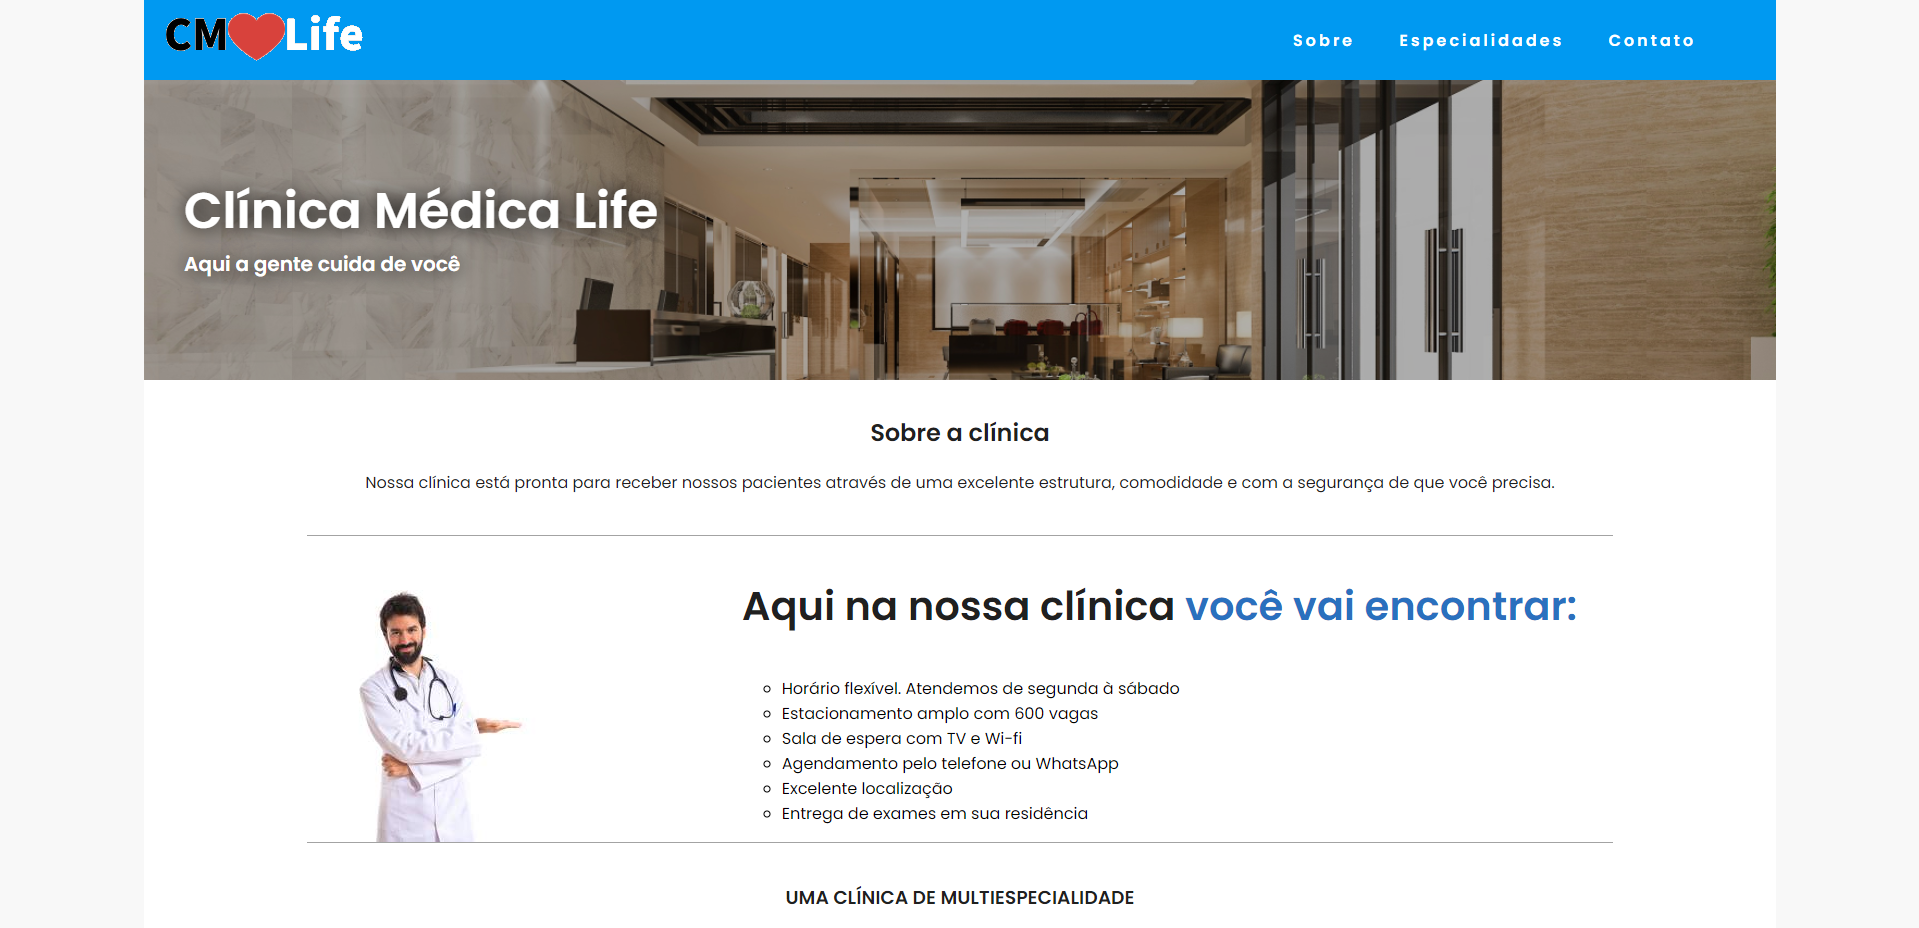 CM Life
Sobre
Especialidades
Contato
Clínica Médica Life
Aqui a gente cuida de você
Sobre a clínica
Nossa clínica está pronta para receber nossos pacientes através de uma excelente estrutura, comodidade e com a segurança de que você precisa.
Aqui na nossa clínica você vai encontrar:
Horário flexível. Atendemos de segunda à sábado
Estacionamento amplo com 600 vagas
Sala de espera com TV e Wi-fi
Agendamento pelo telefone ou WhatsApp
Excelente localização
Entrega de exames em sua residência
UMA CLÍNICA DE MULTIESPECIALIDADE